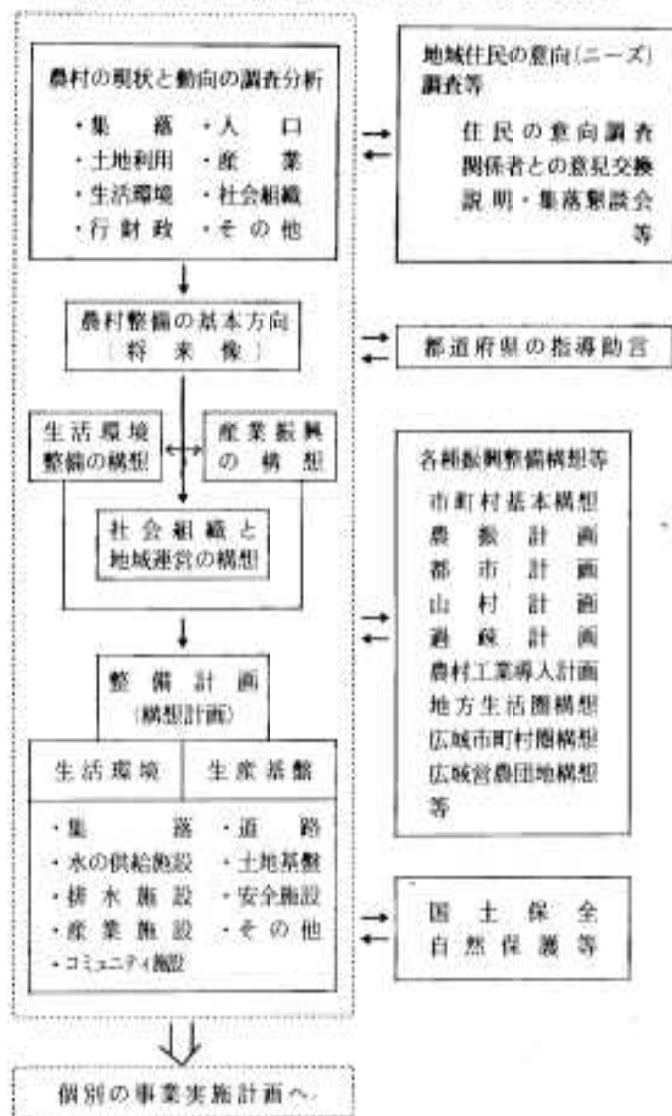 農村の現状と動向の調査分析
・集落 ・人口
・土地利用 ・産業
・生活環境 ・社会組織
・行財政 ・その他
地域住民の意向(ニーズ)
調査等
住民の意向調査
関係者との意見交換
説明・集落懇談会
等
農村整備の基本方向
(将来像)
都道府県の指導助言
生活環境
整備の構想
産業振興
の構想
社会組織と
地域運営の構想
各種振興整備構想等
市町村基本構想
農振計画
都市計画
山村計画
過疎計画
農村工業導入計画
地方生活圏構想
広域市町村圏構想
広域営農団地構想
等
整備計画
(構想計画)
生活環境 生産基盤
・集落 ・道路
・水の供給施設 ・土地基盤
・排水施設 ・安全施設
・産業施設 ・その他
・コミュニティ施設
国土保全
自然保護等
個別の事業実施計画へ